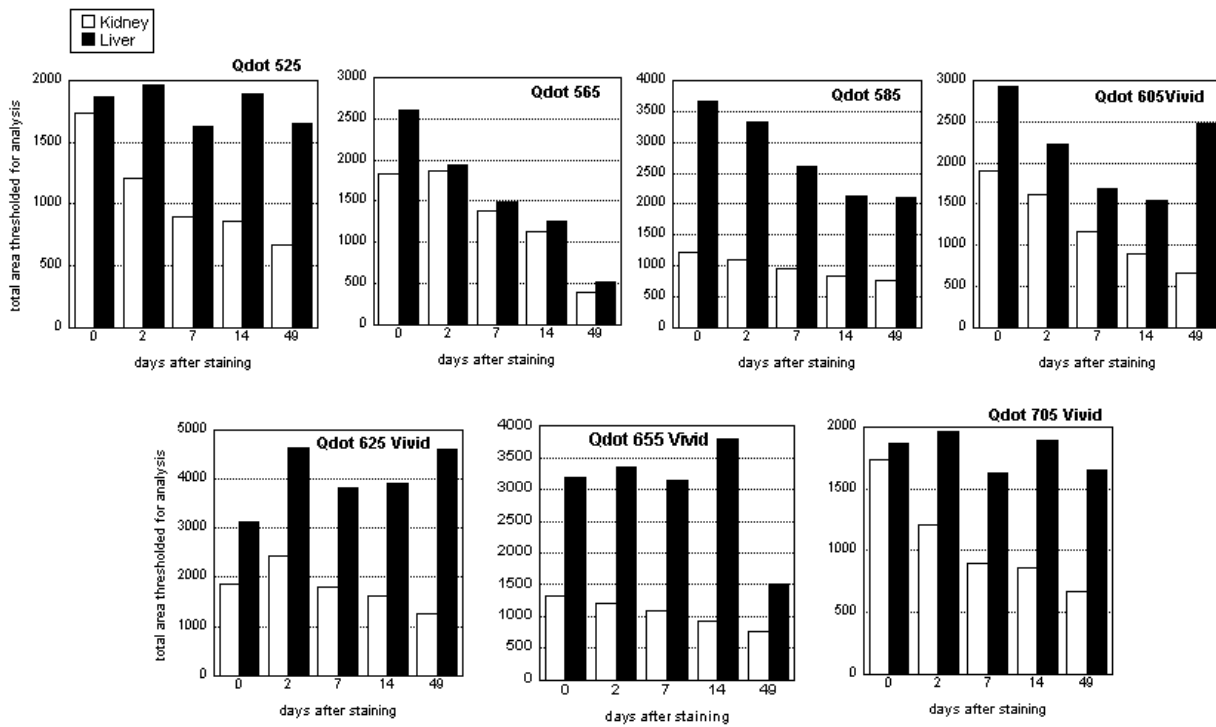 Kidney
Liver
Qdot 525
2000
1500
1000
500
0
0 2 7 14 49
days after staining
total area thresholded for analysis
Qdot 565
3000
2500
2000
1500
1000
500
0
0 2 7 14 49
days after staining
Qdot 585
4000
3500
3000
2500
2000
1500
1000
500
0
0 2 7 14 49
days after staining
Qdot 605Vivid
3000
2500
2000
1500
1000
500
0
0 2 7 14 49
days after staining
Qdot 625 Vivid
5000
4000
3000
2000
1000
0
0 2 7 14 49
days after staining
total area thresholded for analysis
Qdot 655 Vivid
4000
3500
3000
2500
2000
1500
1000
500
0
0 2 7 14 49
days after staining
Qdot 705 Vivid
2000
1500
1000
500
0
0 2 7 14 49
days after staining